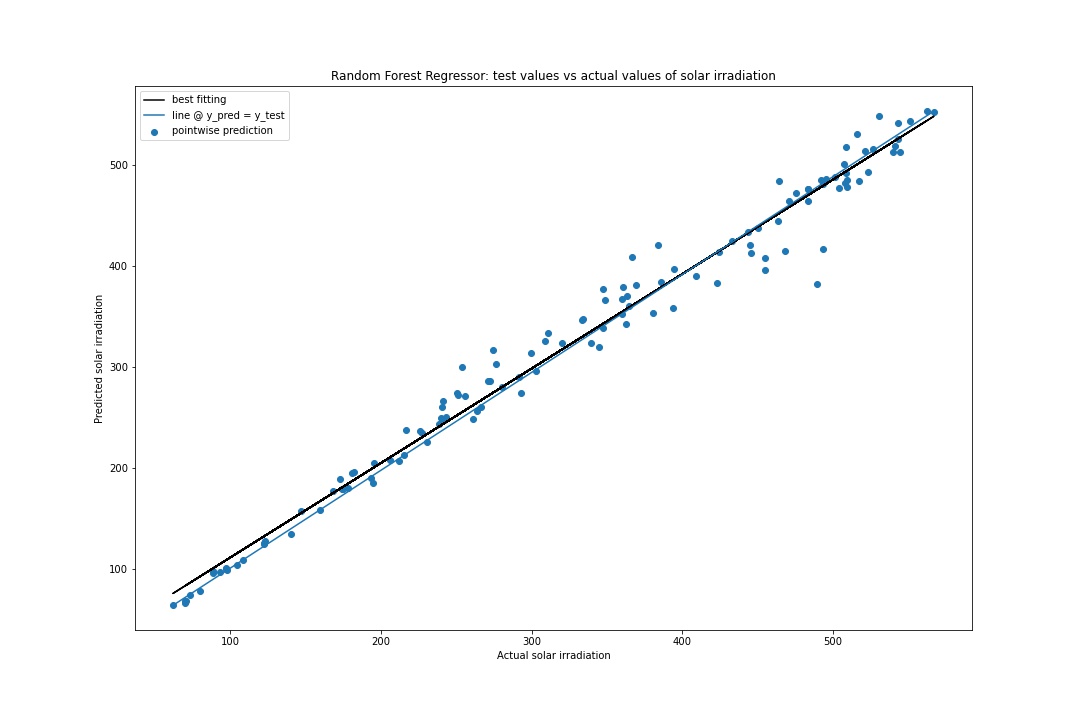 Random Forest Regressor: test values vs actual values of solar irradiation
best fitting
line @ y_pred = y_test
pointwise prediction
500
400
300
200
100
Predicted solar irradiation
100 200 300 400 500
Actual solar irradiation